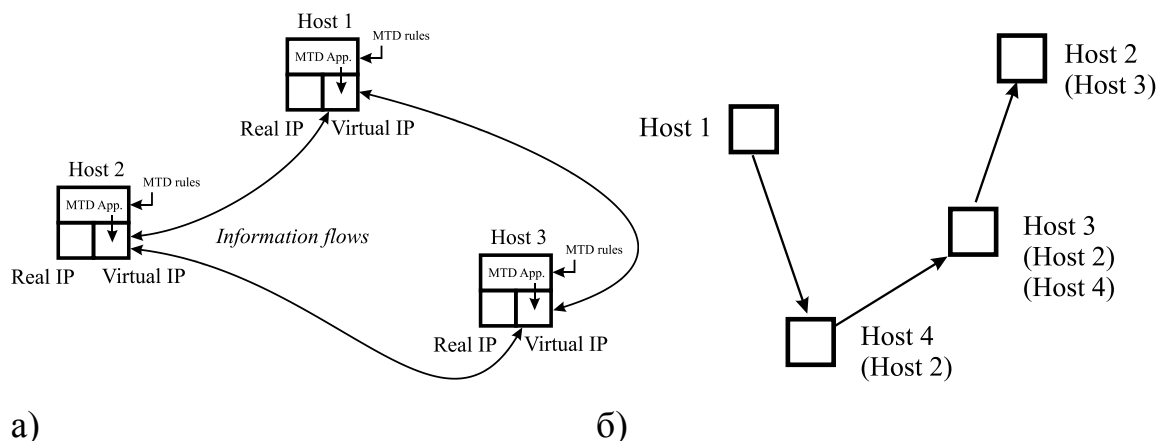 Host 1
MTD rules
MTD App.
Real IP
Virtual IP
Host 2
MTD rules
MTD App.
Real IP
Virtual IP
Information flows
Host 3
MTD rules
MTD App.
Real IP
Virtual IP
а)
Host 1
Host 2
(Host 3)
Host 3
(Host 2)
(Host 4)
Host 4
(Host 2)
б)